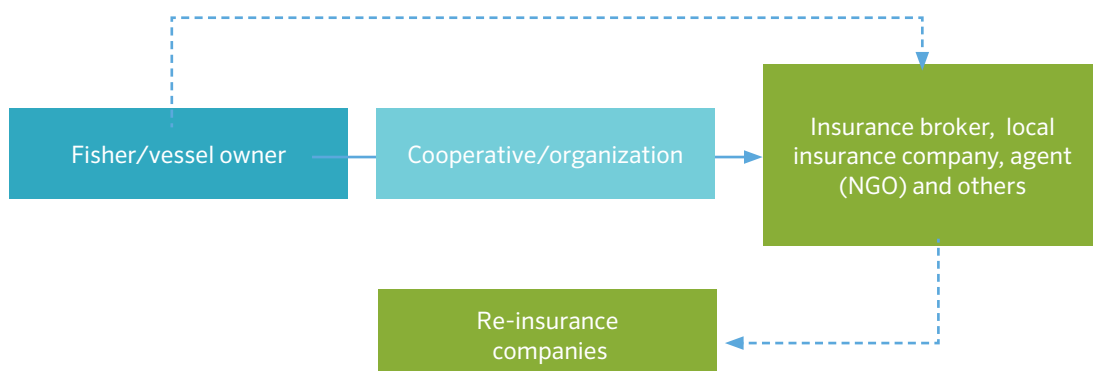 Fisher/vessel owner
Cooperative/organization
Insurance broker, local
insurance company, agent
(NGO) and others
Re-insurance
companies